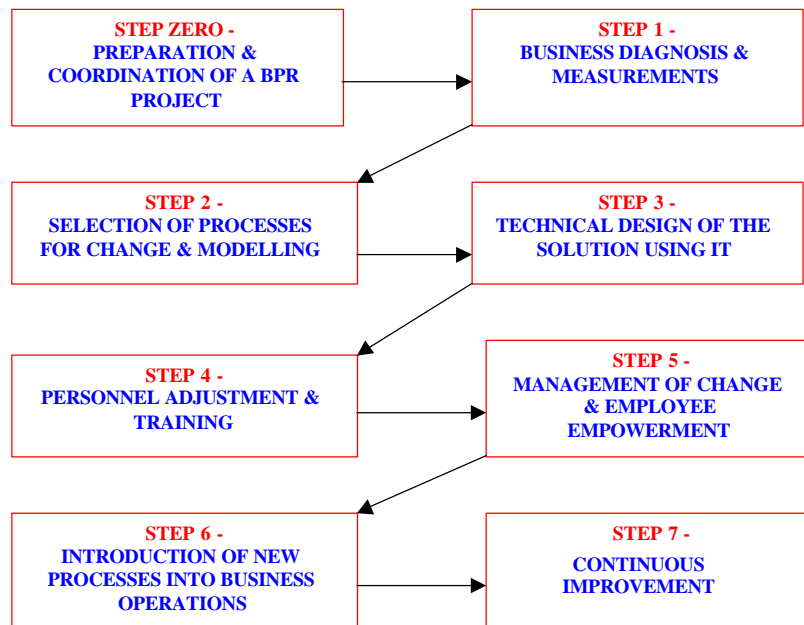 STEP ZERO -
PREPARATION &
COORDINATION OF A BPR
PROJECT
STEP 1 -
BUSINESS DIAGNOSIS &
MEASUREMENTS
STEP 2 -
SELECTION OF PROCESSES
FOR CHANGE & MODELLING
STEP 3 -
TECHNICAL DESIGN OF THE
SOLUTION USING IT
STEP 4 -
PERSONNEL ADJUSTMENT &
TRAINING
STEP 5 -
MANAGEMENT OF CHANGE
& EMPLOYEE
EMPOWERMENT
STEP 6 -
INTRODUCTION OF NEW
PROCESSES INTO BUSINESS
OPERATIONS
STEP 7 -
CONTINUOUS
IMPROVEMENT